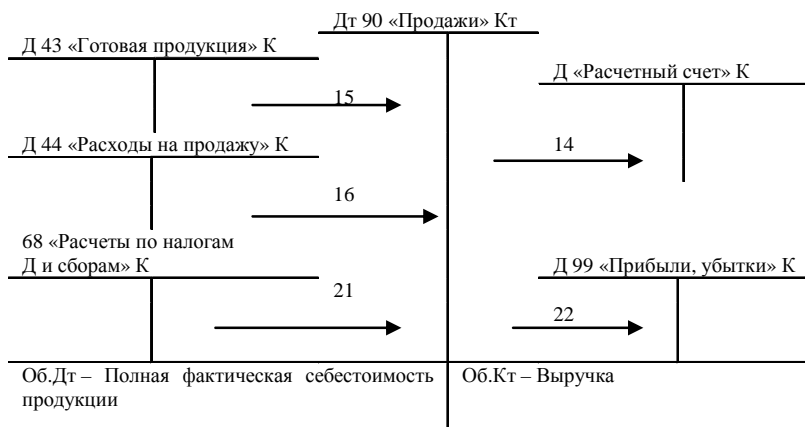 Дт 90 «Продажи» Кт
Д 43 «Готовая продукция» К
Д «Расчетный счет» К
15
14
Д 44 «Расходы на продажу» К
16
68 «Расчеты по налогам
Д и сборам» К
Д 99 «Прибыли, убытки» К
21
22
Об.Дт – Полная фактическая себестоимость
продукции
Об.Кт – Выручка